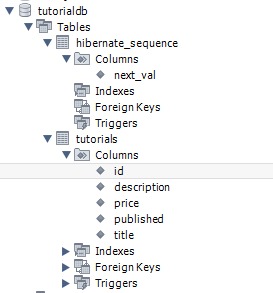 tutorialdb
Tables
hibernate_sequence
Columns
next_val
Indexes
Foreign Keys
Triggers
tutorials
Columns
id
description
price
published
title
Indexes
Foreign Keys
Triggers